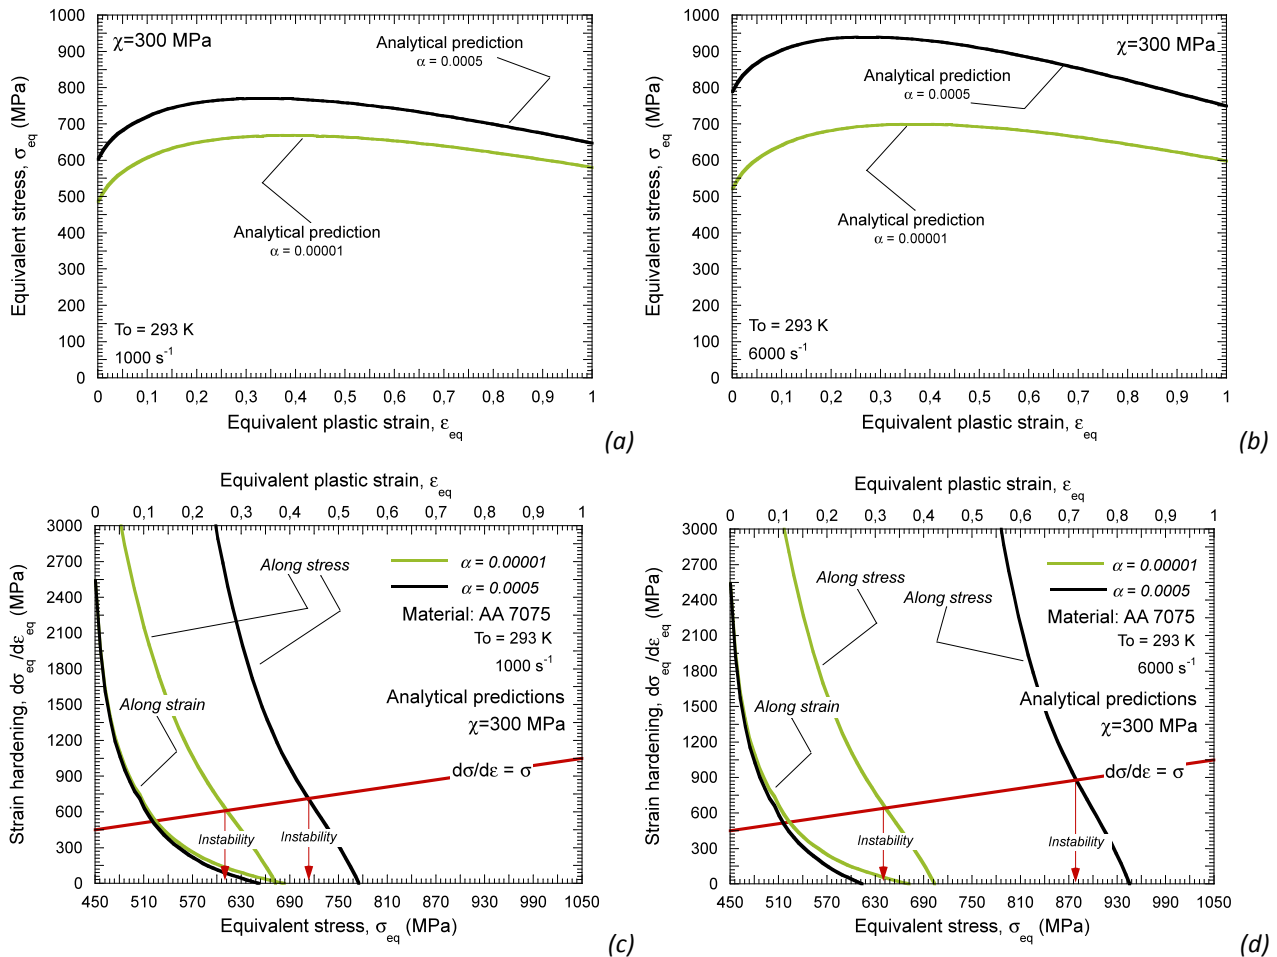 1000
900
800
700
600
500
400
300
200
100
0
Equivalent stress, σeq (MPa)
χ=300 MPa
Analytical prediction
α = 0.0005
Analytical prediction
α = 0.00001
To = 293 K
1000 s-1
0 0,1 0,2 0,3 0,4 0,5 0,6 0,7 0,8 0,9 1
Equivalent plastic strain, εeq
(a)
1000
900
800
700
600
500
400
300
200
100
0
Equivalent stress, σeq (MPa)
χ=300 MPa
Analytical prediction
α = 0.0005
Analytical prediction
α = 0.00001
To = 293 K
6000 s-1
0 0,1 0,2 0,3 0,4 0,5 0,6 0,7 0,8 0,9 1
Equivalent plastic strain, εeq
(b)
Equivalent plastic strain, εeq
0 0,1 0,2 0,3 0,4 0,5 0,6 0,7 0,8 0,9 1
3000
2700
2400
2100
1800
1500
1200
900
600
300
0
Strain hardening, dσeq/dεeq (MPa)
Along stress
α = 0.00001
α = 0.0005
Material: AA 7075
To = 293 K
1000 s-1
Analytical predictions
χ=300 MPa
Along strain
dσ/dε = σ
Instability
Instability
450 510 570 630 690 750 810 870 930 990 1050
Equivalent stress, σeq (MPa)
(c)
Equivalent plastic strain, εeq
0 0,1 0,2 0,3 0,4 0,5 0,6 0,7 0,8 0,9 1
3000
2700
2400
2100
1800
1500
1200
900
600
300
0
Strain hardening, dσeq/dεeq (MPa)
Along stress
Along stress
α = 0.00001
α = 0.0005
Material: AA 7075
To = 293 K
6000 s-1
Analytical predictions
χ=300 MPa
Along strain
dσ/dε = σ
Instability
Instability
450 510 570 630 690 750 810 870 930 990 1050
Equivalent stress, σeq (MPa)
(d)